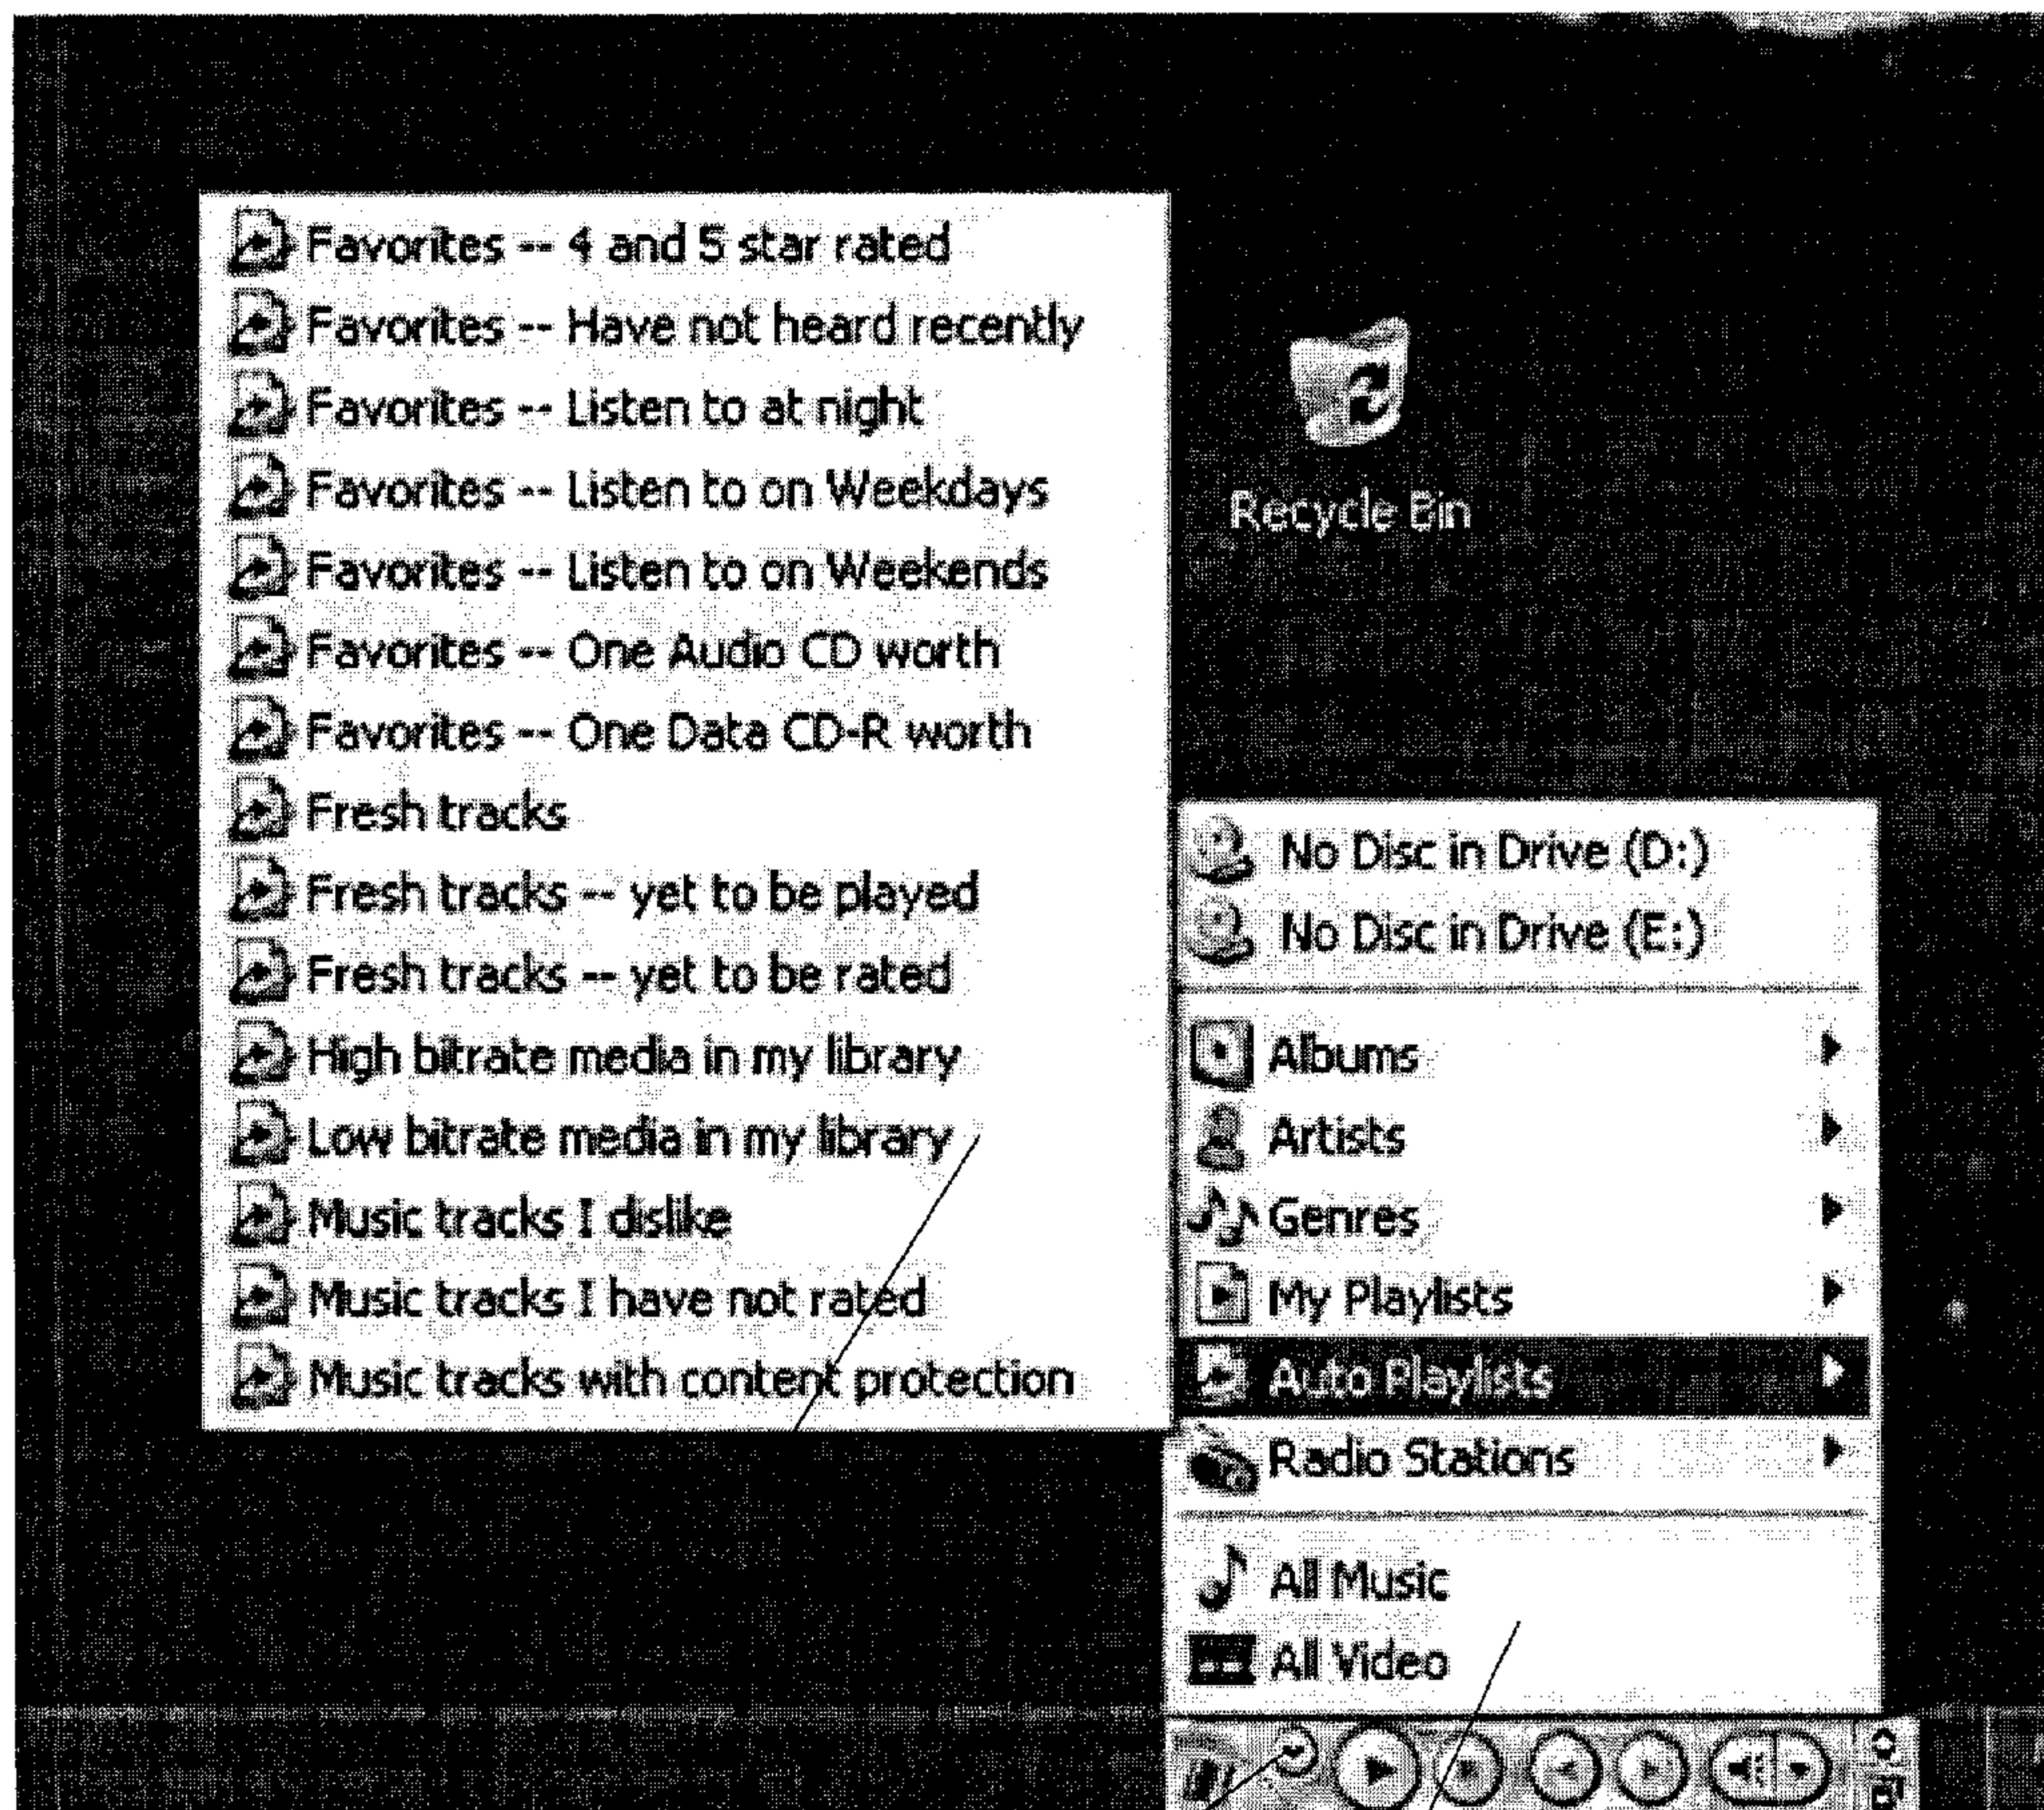 Favorites -- 4 and 5 star rated
Favorites -- Have not heard recently
Favorites -- Listen to at night
Favorites -- Listen to on Weekdays
Favorites -- Listen to on Weekends
Favorites -- One Audio CD worth
Favorites -- One Data CD-R worth
Fresh tracks
Fresh tracks -- yet to be played
Fresh tracks -- yet to be rated
High bitrate media in my library
Low bitrate media in my library
Music tracks I dislike
Music tracks I have not rated
Music tracks with content protection
Recycle Bin
No Disc in Drive (D:)
No Disc in Drive (E:)
Albums
Artists
Genres
My Playlists
Auto Playlists
Radio Stations
All Music
All Video